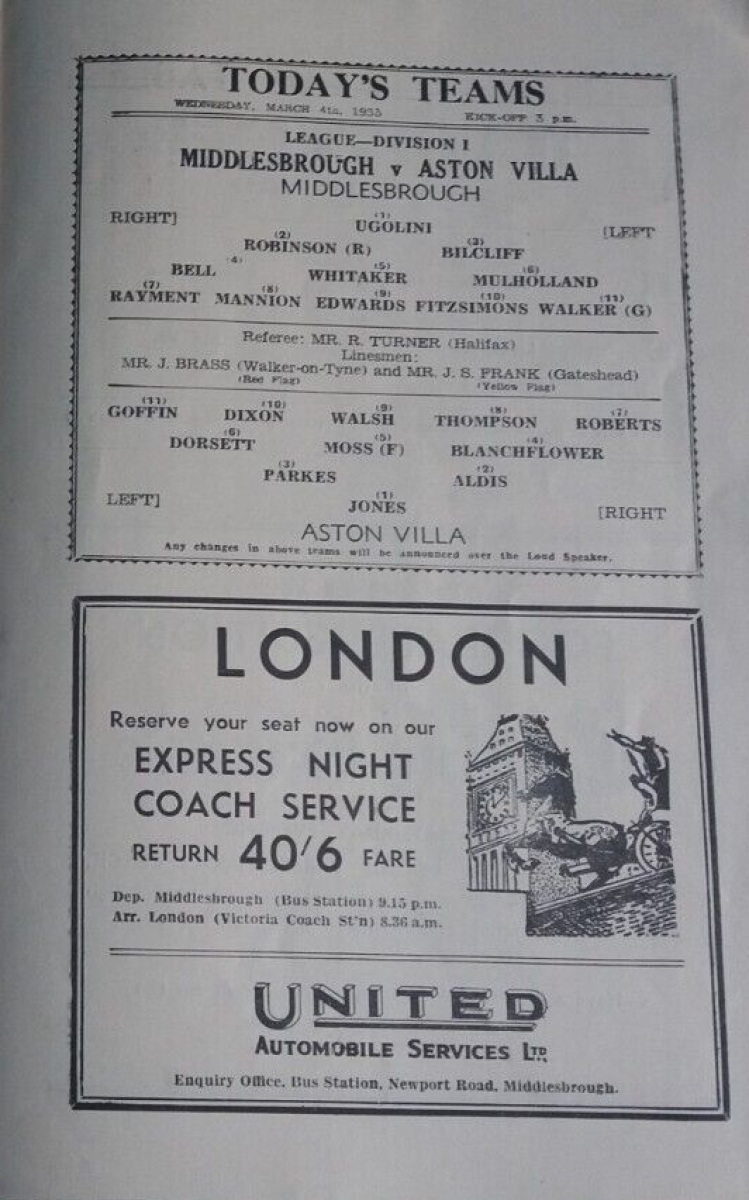 TODAY'S TEAMS
WEDNESDAY, MARCH 4th, 1953 KICK-OFF 3 p.m.
LEAGUE—DIVISION I
MIDDLESBROUGH v ASTON VILLA
MIDDLESBROUGH
RIGHT] (1) [LEFT
UGOLINI
(2) (3)
ROBINSON (R) BILCLIFF
(4) (5) (6)
BELL WHITAKER MULHOLLAND
(7) (8) (9) (10) (11)
RAYMENT MANNION EDWARDS FITZSIMONS WALKER (G)
Referee: MR. R. TURNER (Halifax)
Linesmen:
MR. J. BRASS (Walker-on-Tyne) and MR. J. S. FRANK (Gateshead)
(Red Flag) (Yellow Flag)
(11) (10) (9) (8) (7)
GOFFIN DIXON WALSH THOMPSON ROBERTS
(6) (5) (4)
DORSETT MOSS (F) BLANCHFLOWER
(3) (2)
PARKES ALDIS
LEFT] (1) [RIGHT
JONES
ASTON VILLA
Any changes in above teams will be announced over the Loud Speaker.
LONDON
Reserve your seat now on our
EXPRESS NIGHT
COACH SERVICE
RETURN 40/6 FARE
Dep. Middlesbrough (Bus Station) 9.15 p.m.
Arr. London (Victoria Coach St'n) 8.36 a.m.
UNITED
AUTOMOBILE SERVICES LTD.
Enquiry Office, Bus Station, Newport Road, Middlesbrough.